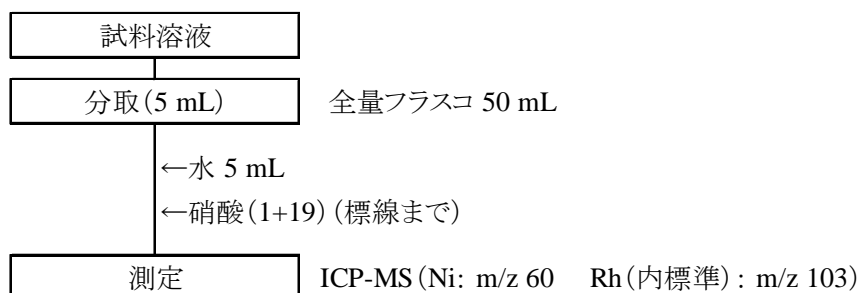 試料溶液
分取(5 mL) 全量フラスコ 50 mL
←水 5 mL
←硝酸(1+19)(標線まで)
測定 ICP-MS(Ni: m/z 60 Rh(内標準): m/z 103)